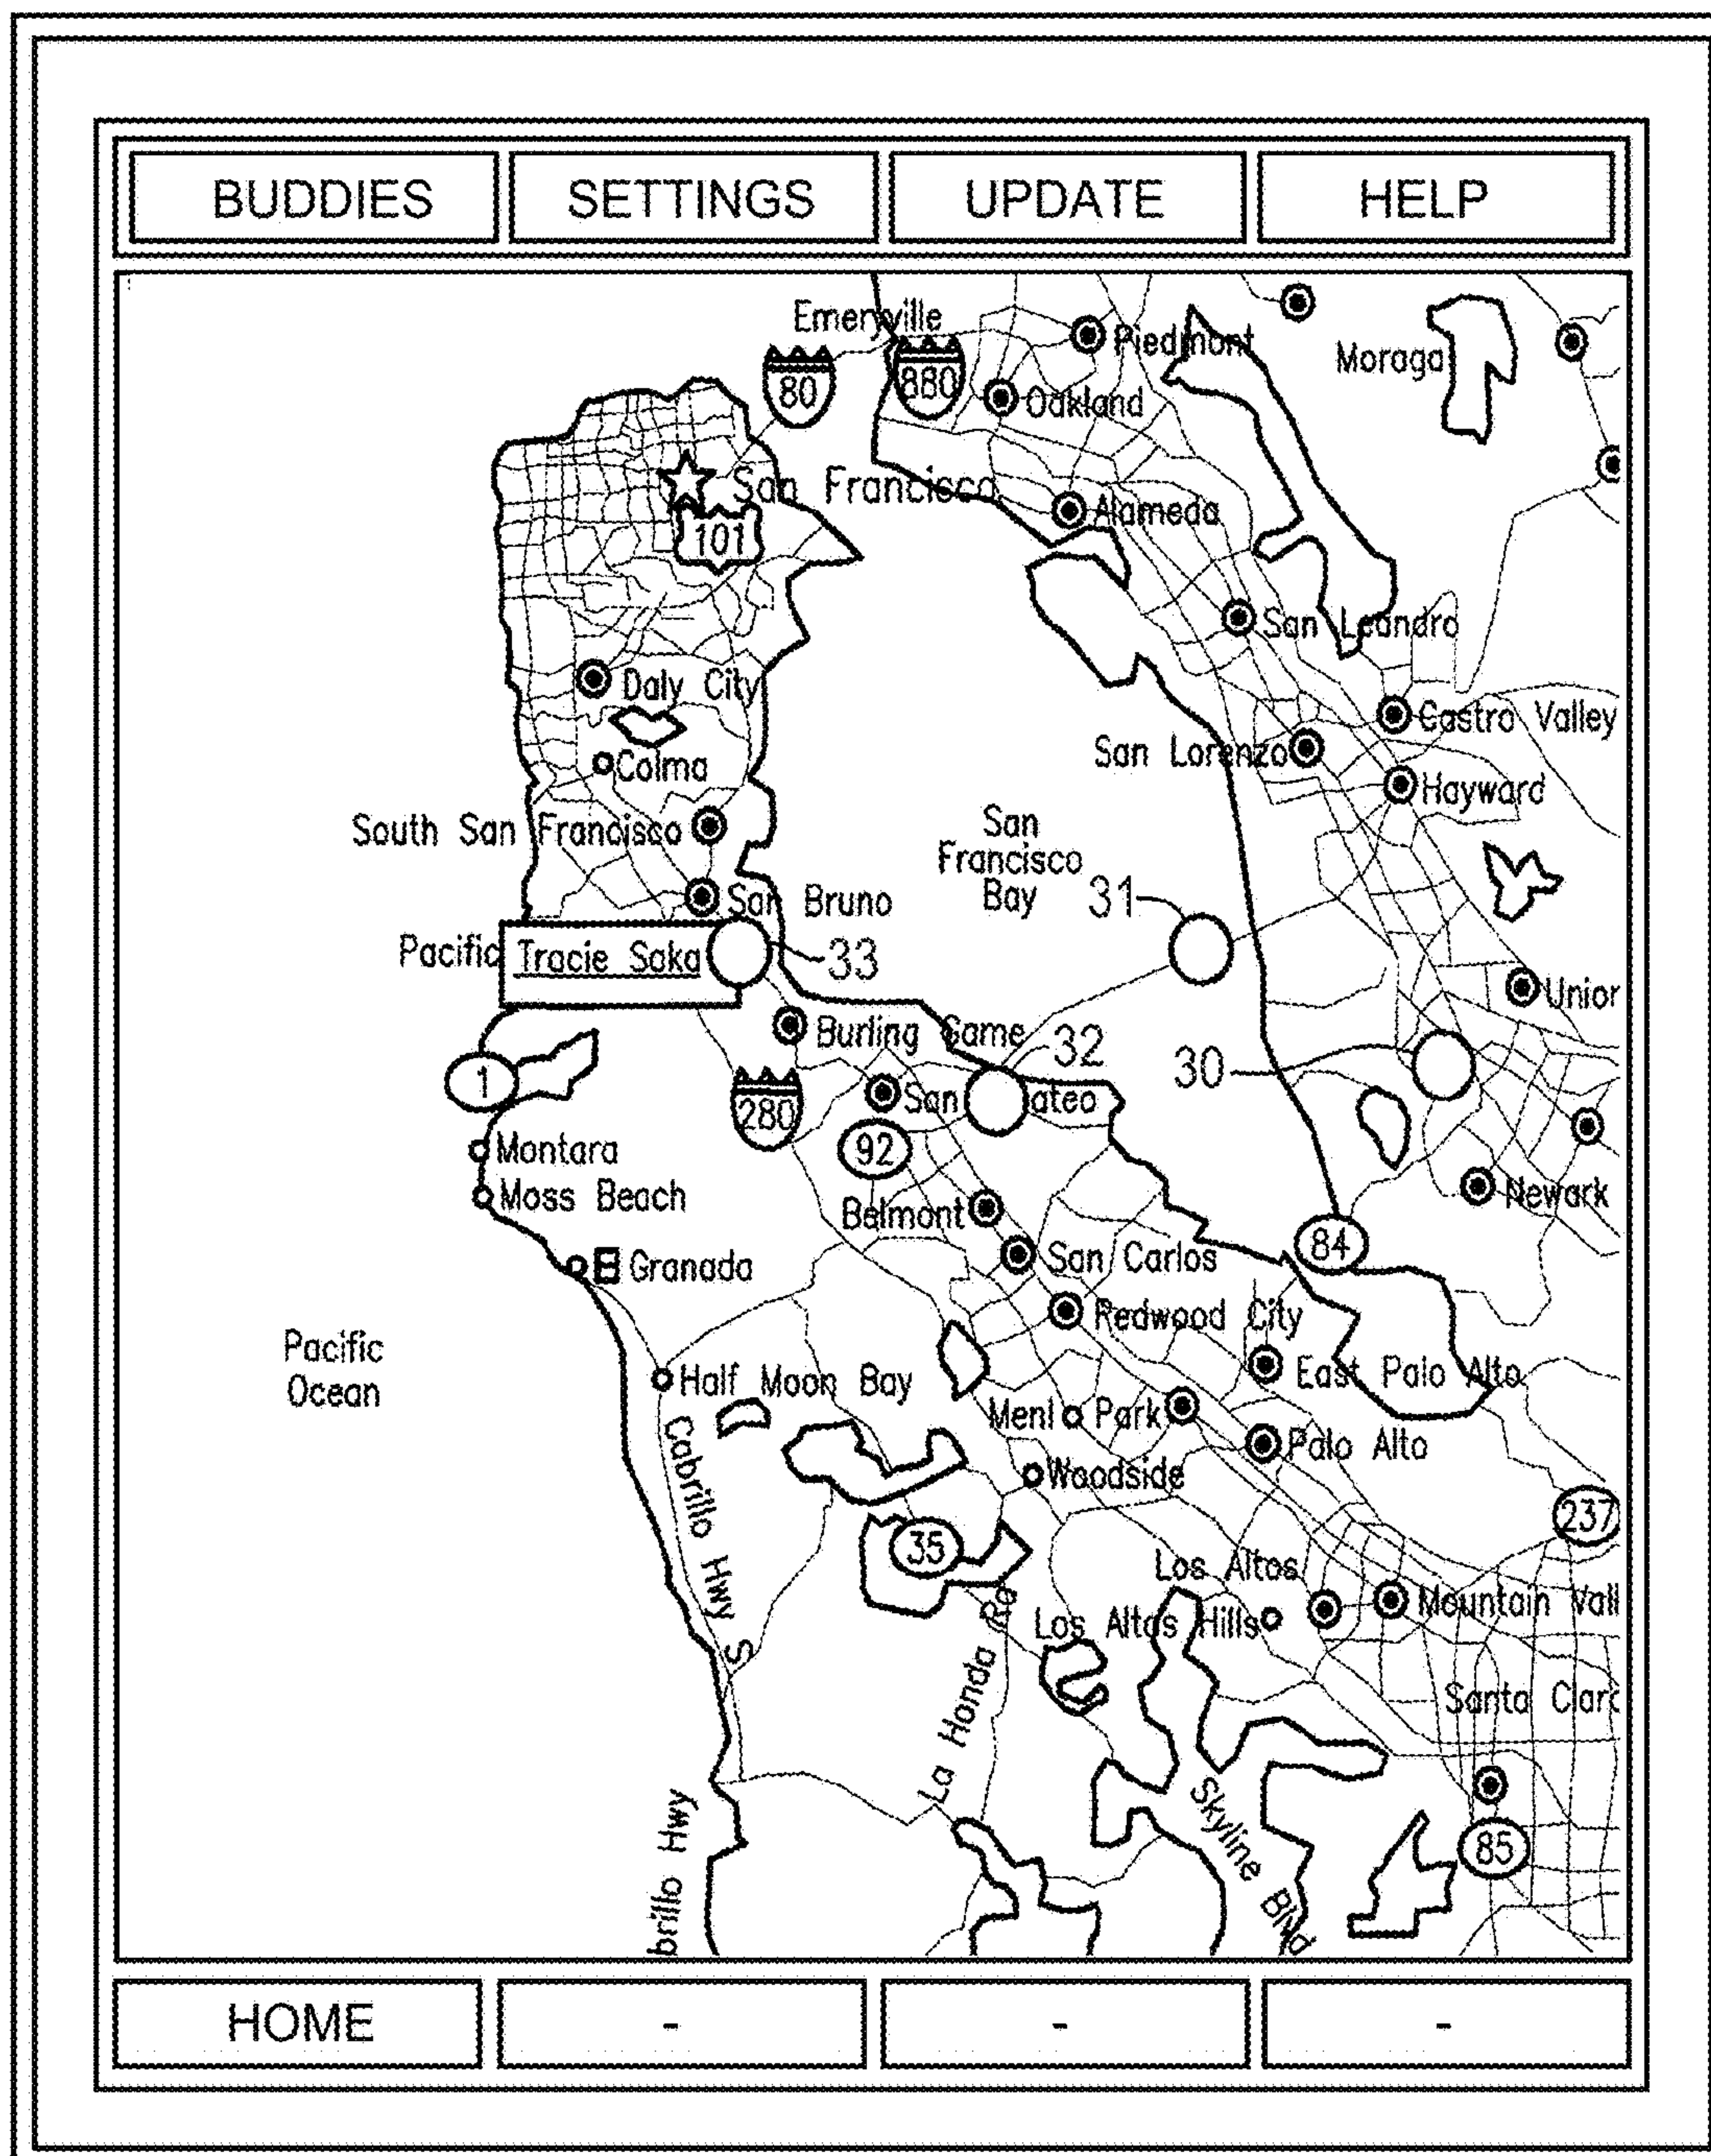 BUDDIES SETTINGS UPDATE HELP
Emeryville
Piedmont
Moraga
80
880
Oakland
San Francisco
Alameda
101
San Leandro
Daly City
Castro Valley
San Lorenzo
Colma
Hayward
South San Francisco
San
Francisco
Bay
31
San Bruno
Pacific
Tracie Saka
33
Union
Burling Game
32
30
1
280
San ateo
92
Montara
Moss Beach
Newark
Belmont
84
San Carlos
Granada
Redwood City
Pacific
Ocean
East Palo Alto
Half Moon Bay
Menl Park
Palo Alto
Woodside
Cabrillo Hwy S
237
35
Los Altos
Mountain Vall
Los Altos Hills
La Honda Rd
Santa Clar
Skyline Blvd
85
brillo Hwy
HOME - - -